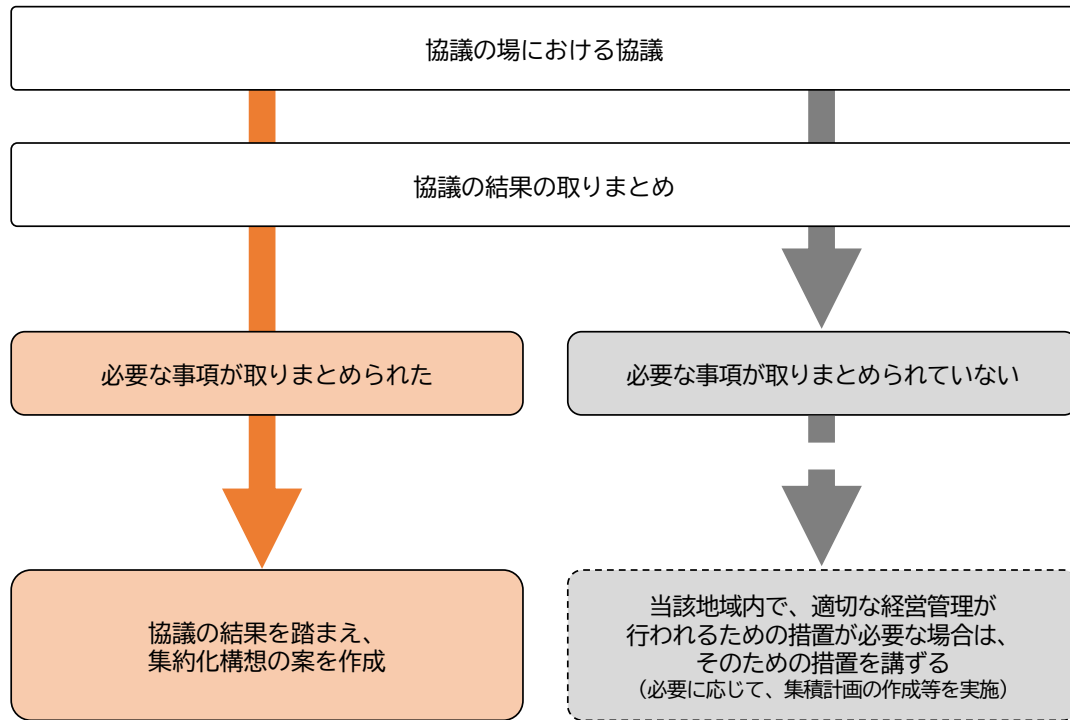 協議の場における協議
協議の結果の取りまとめ
必要な事項が取りまとめられた
必要な事項が取りまとめられていない
協議の結果を踏まえ、
集約化構想の案を作成
当該地域内で、適切な経営管理が
行われるための措置が必要な場合は、
そのための措置を講ずる
（必要に応じて、集積計画の作成等を実施）